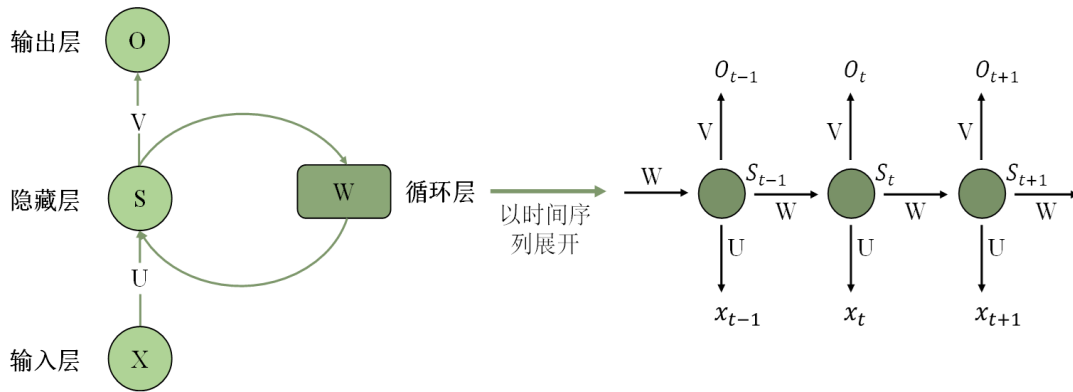 输出层
O
V
隐藏层
S
W
循环层
U
输入层
X
以时间序
列展开
O_{t-1}
O_t
O_{t+1}
V
V
V
W
S_{t-1}
S_t
S_{t+1}
W
W
W
U
U
U
x_{t-1}
x_t
x_{t+1}